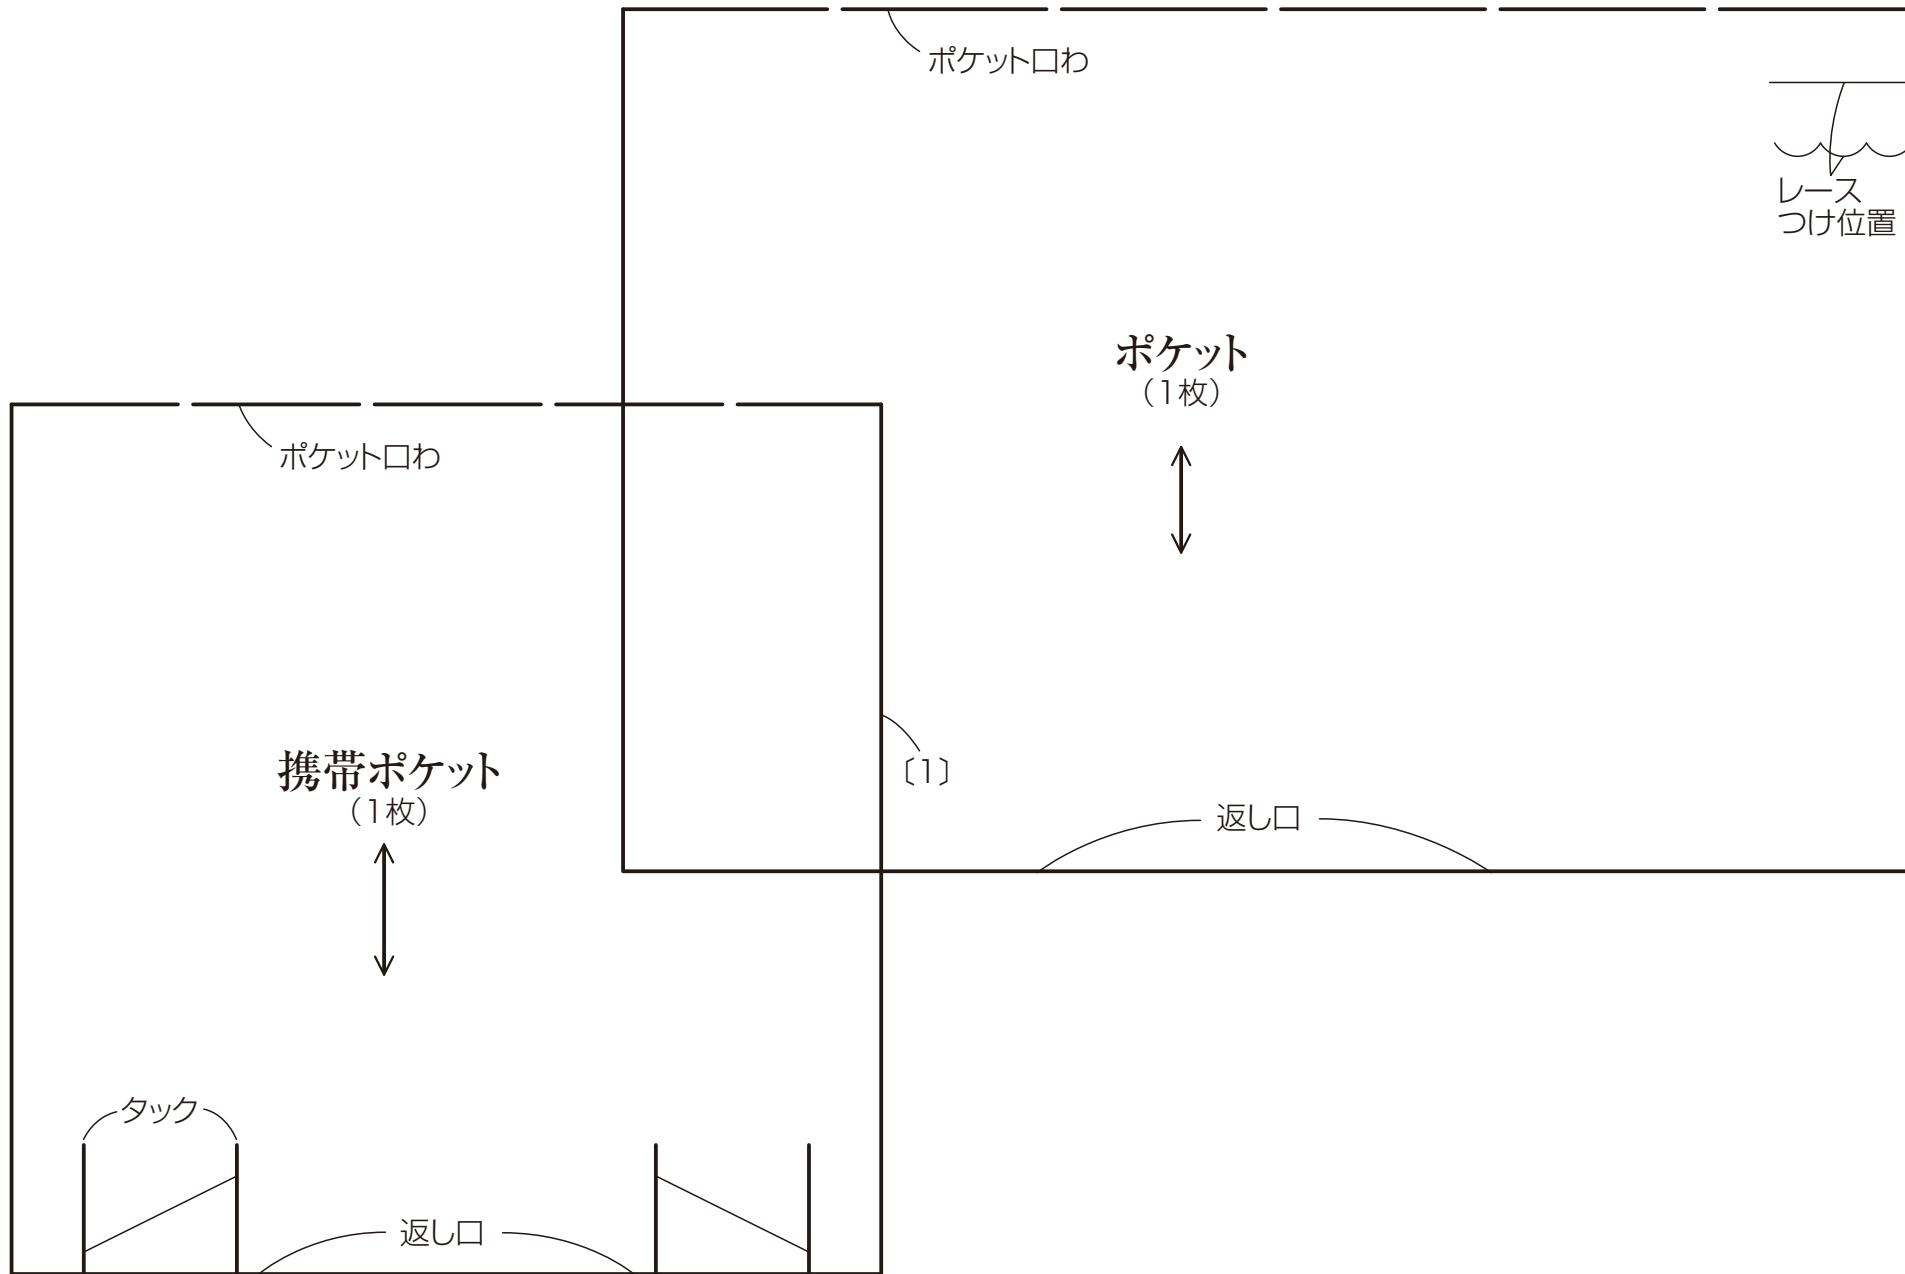 ポケット口わ
レース
つけ位置
ポケット
（1枚）
ポケット口わ
携帯ポケット
（1枚）
〔1〕
返し口
タック
返し口